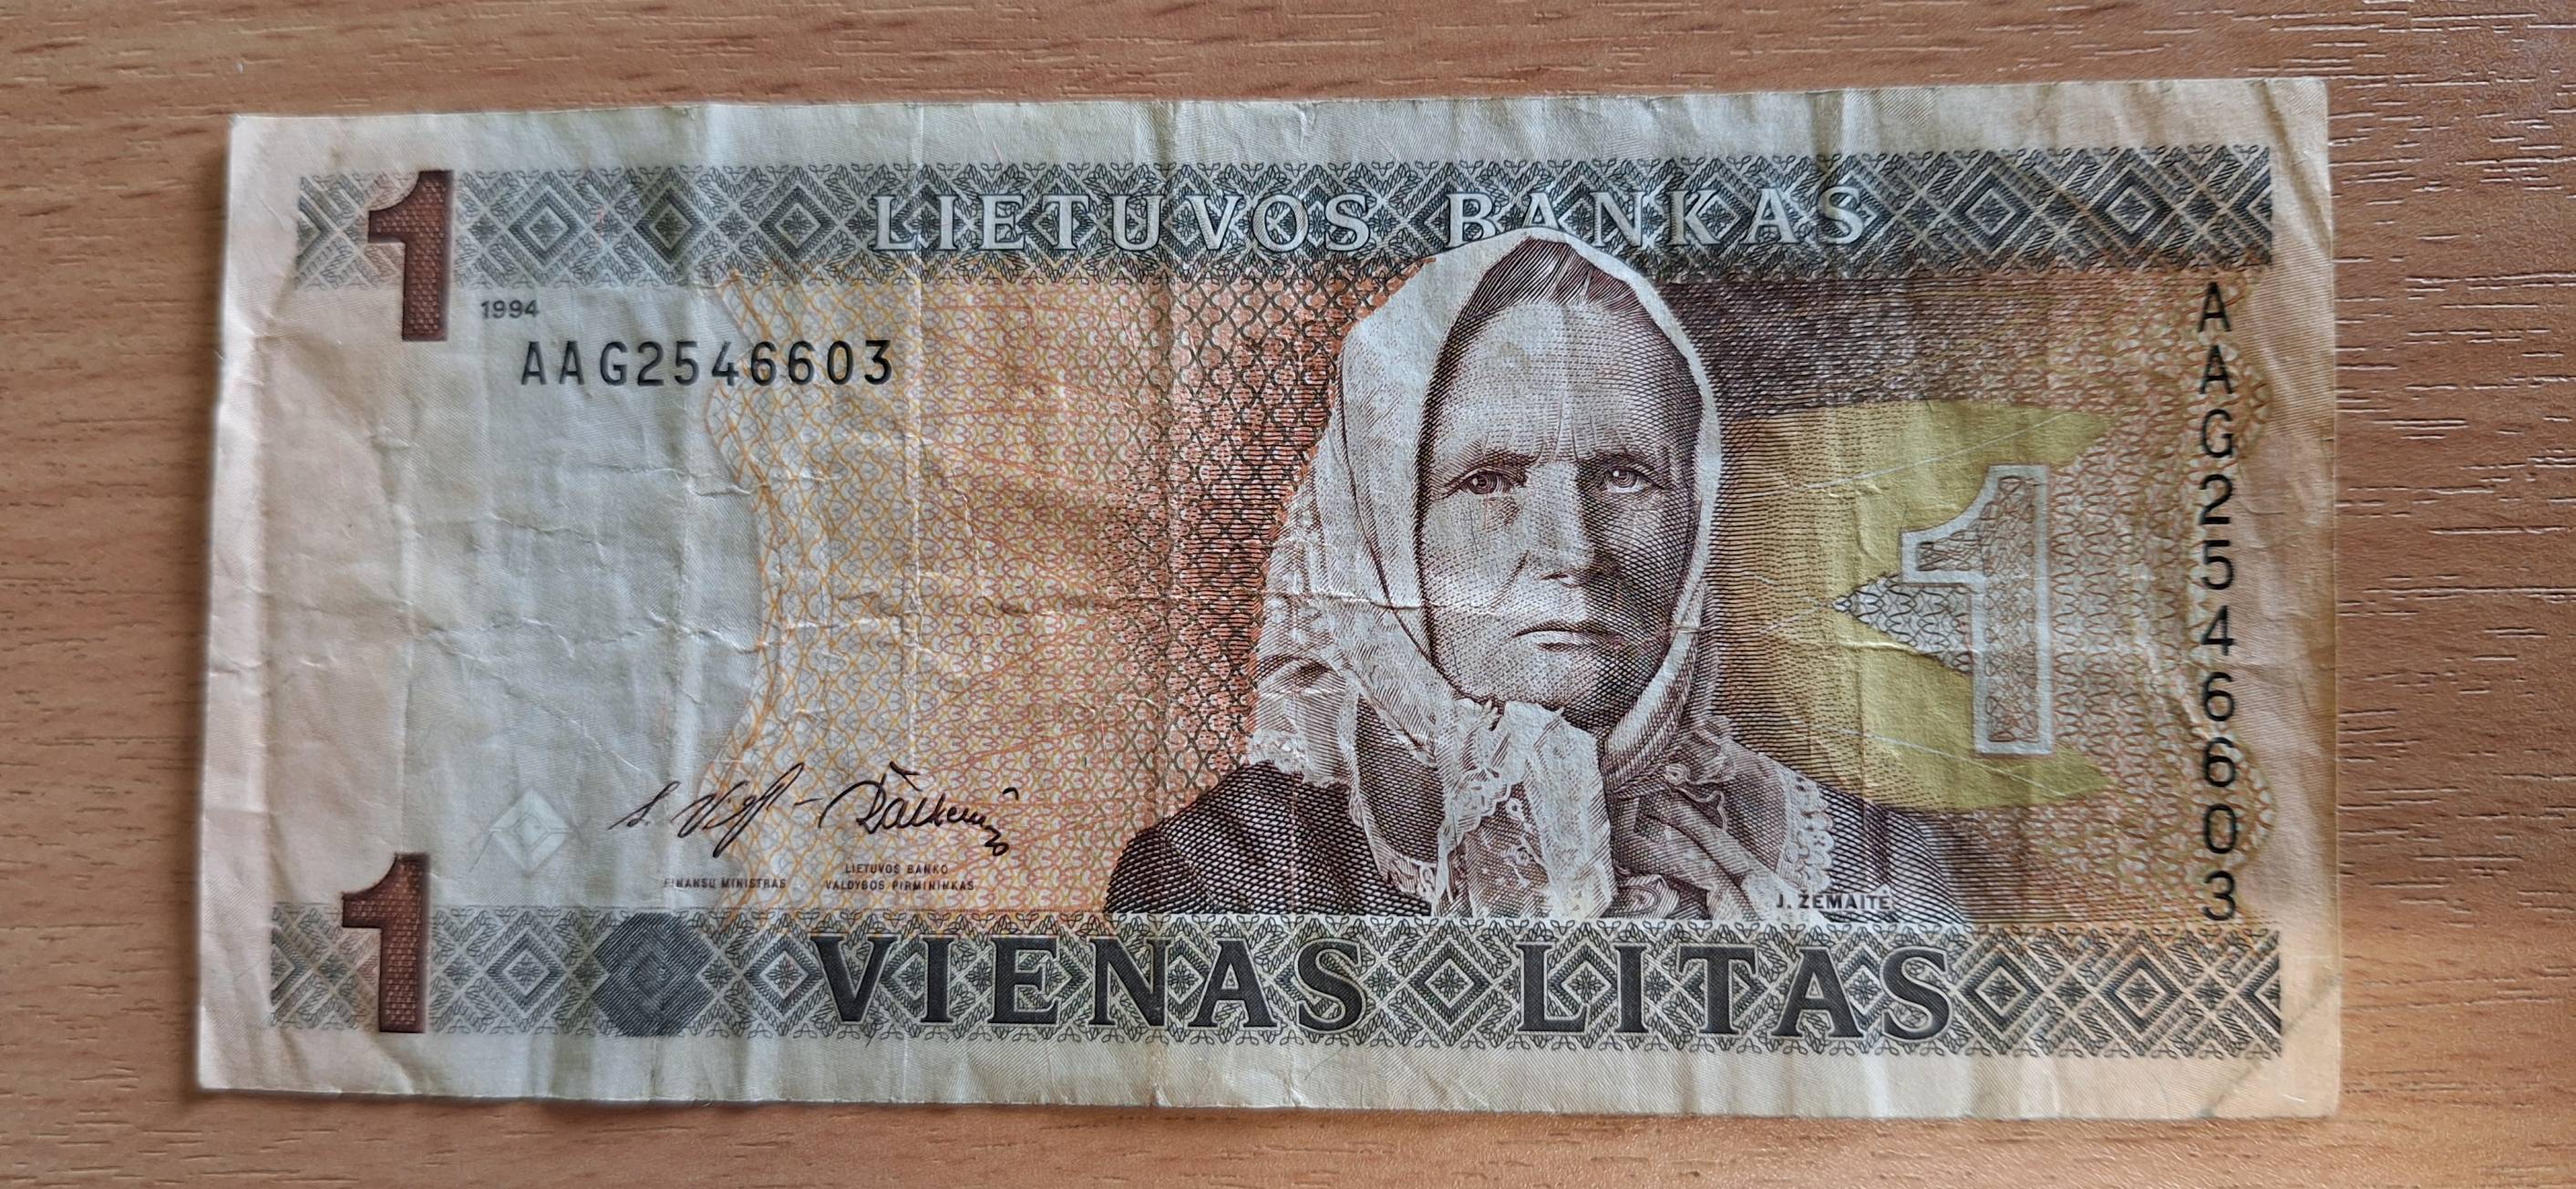 1
LIETUVOS BANKAS
1994
AAG2546603
AAG2546603
1
FINANSŲ MINISTRAS
LIETUVOS BANKO
VALDYBOS PIRMININKAS
J. ŽEMAITĖ
1
VIENAS LITAS